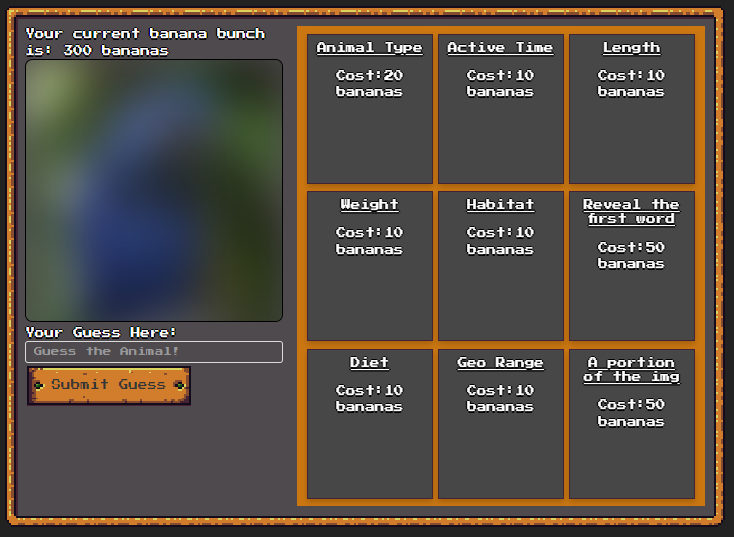 Your current banana bunch
is: 300 bananas
Your Guess Here:
Guess the Animal!
Submit Guess
Animal Type
Cost:20
bananas
Active Time
Cost:10
bananas
Length
Cost:10
bananas
Weight
Cost:10
bananas
Habitat
Cost:10
bananas
Reveal the
first word
Cost:50
bananas
Diet
Cost:10
bananas
Geo Range
Cost:10
bananas
A portion
of the img
Cost:50
bananas